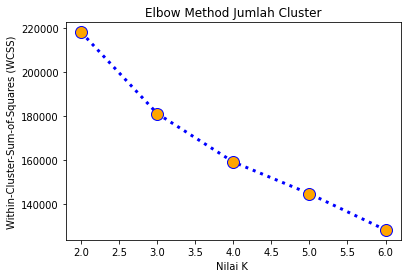 Elbow Method Jumlah Cluster
Within-Cluster-Sum-of-Squares (WCSS)
220000
200000
180000
160000
140000
2.0 2.5 3.0 3.5 4.0 4.5 5.0 5.5 6.0
Nilai K